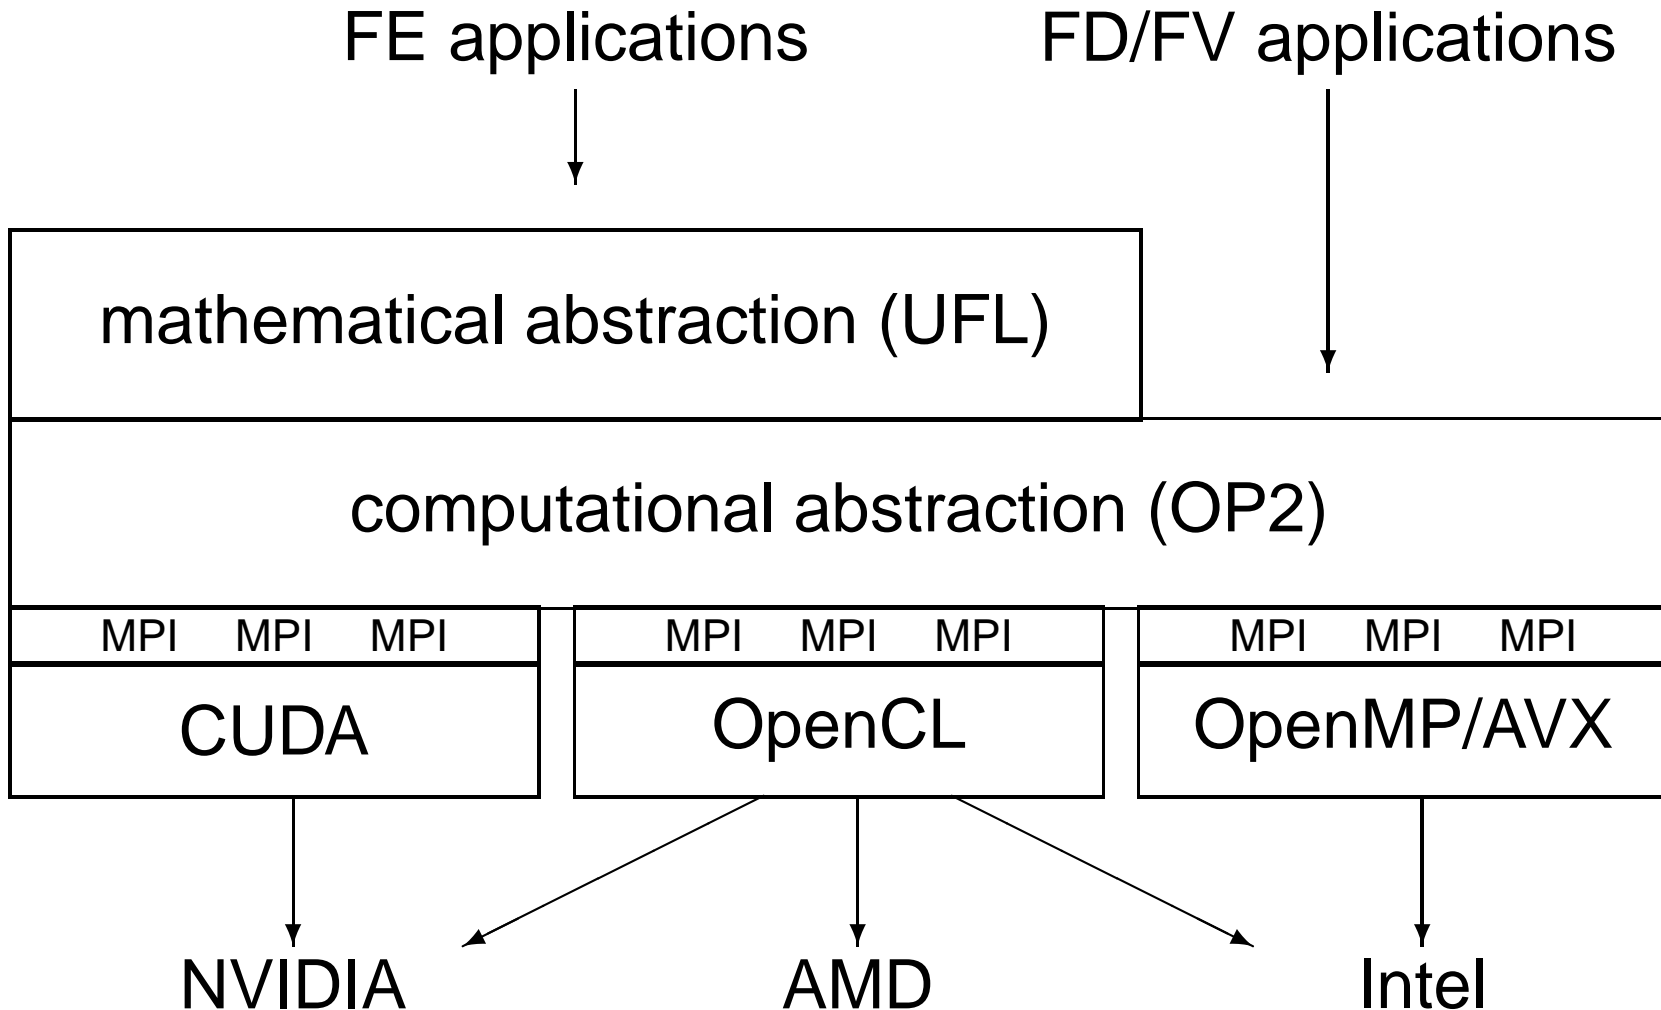 FE applications FD/FV applications
mathematical abstraction (UFL)
computational abstraction (OP2)
MPI MPI MPI MPI MPI MPI MPI MPI MPI
CUDA OpenCL OpenMP/AVX
NVIDIA AMD Intel